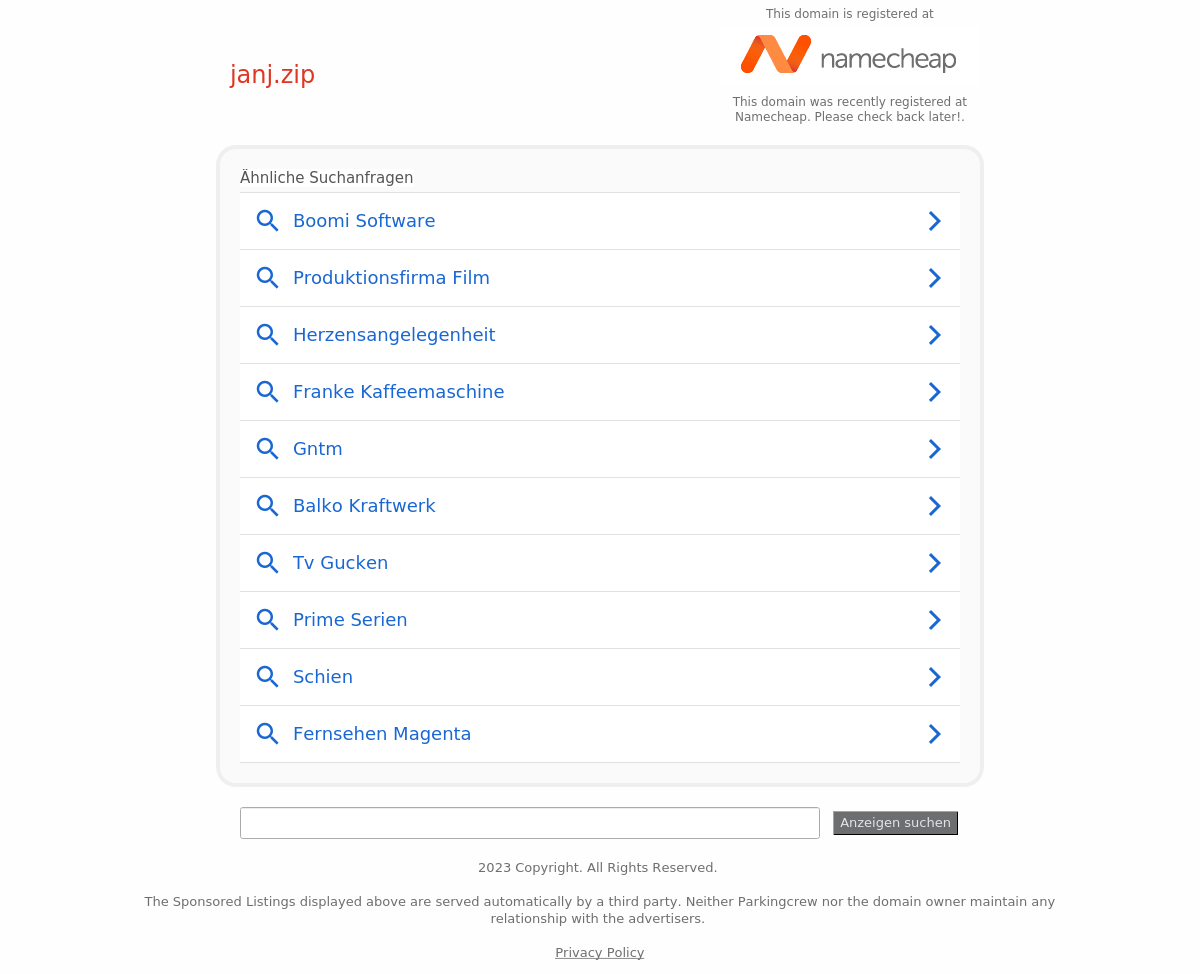 This domain is registered at
namecheap
janj.zip
This domain was recently registered at
Namecheap. Please check back later!.
Ähnliche Suchanfragen
Boomi Software
Produktionsfirma Film
Herzensangelegenheit
Franke Kaffeemaschine
Gntm
Balko Kraftwerk
Tv Gucken
Prime Serien
Schien
Fernsehen Magenta
Anzeigen suchen
2023 Copyright. All Rights Reserved.
The Sponsored Listings displayed above are served automatically by a third party. Neither Parkingcrew nor the domain owner maintain any
relationship with the advertisers.
Privacy Policy